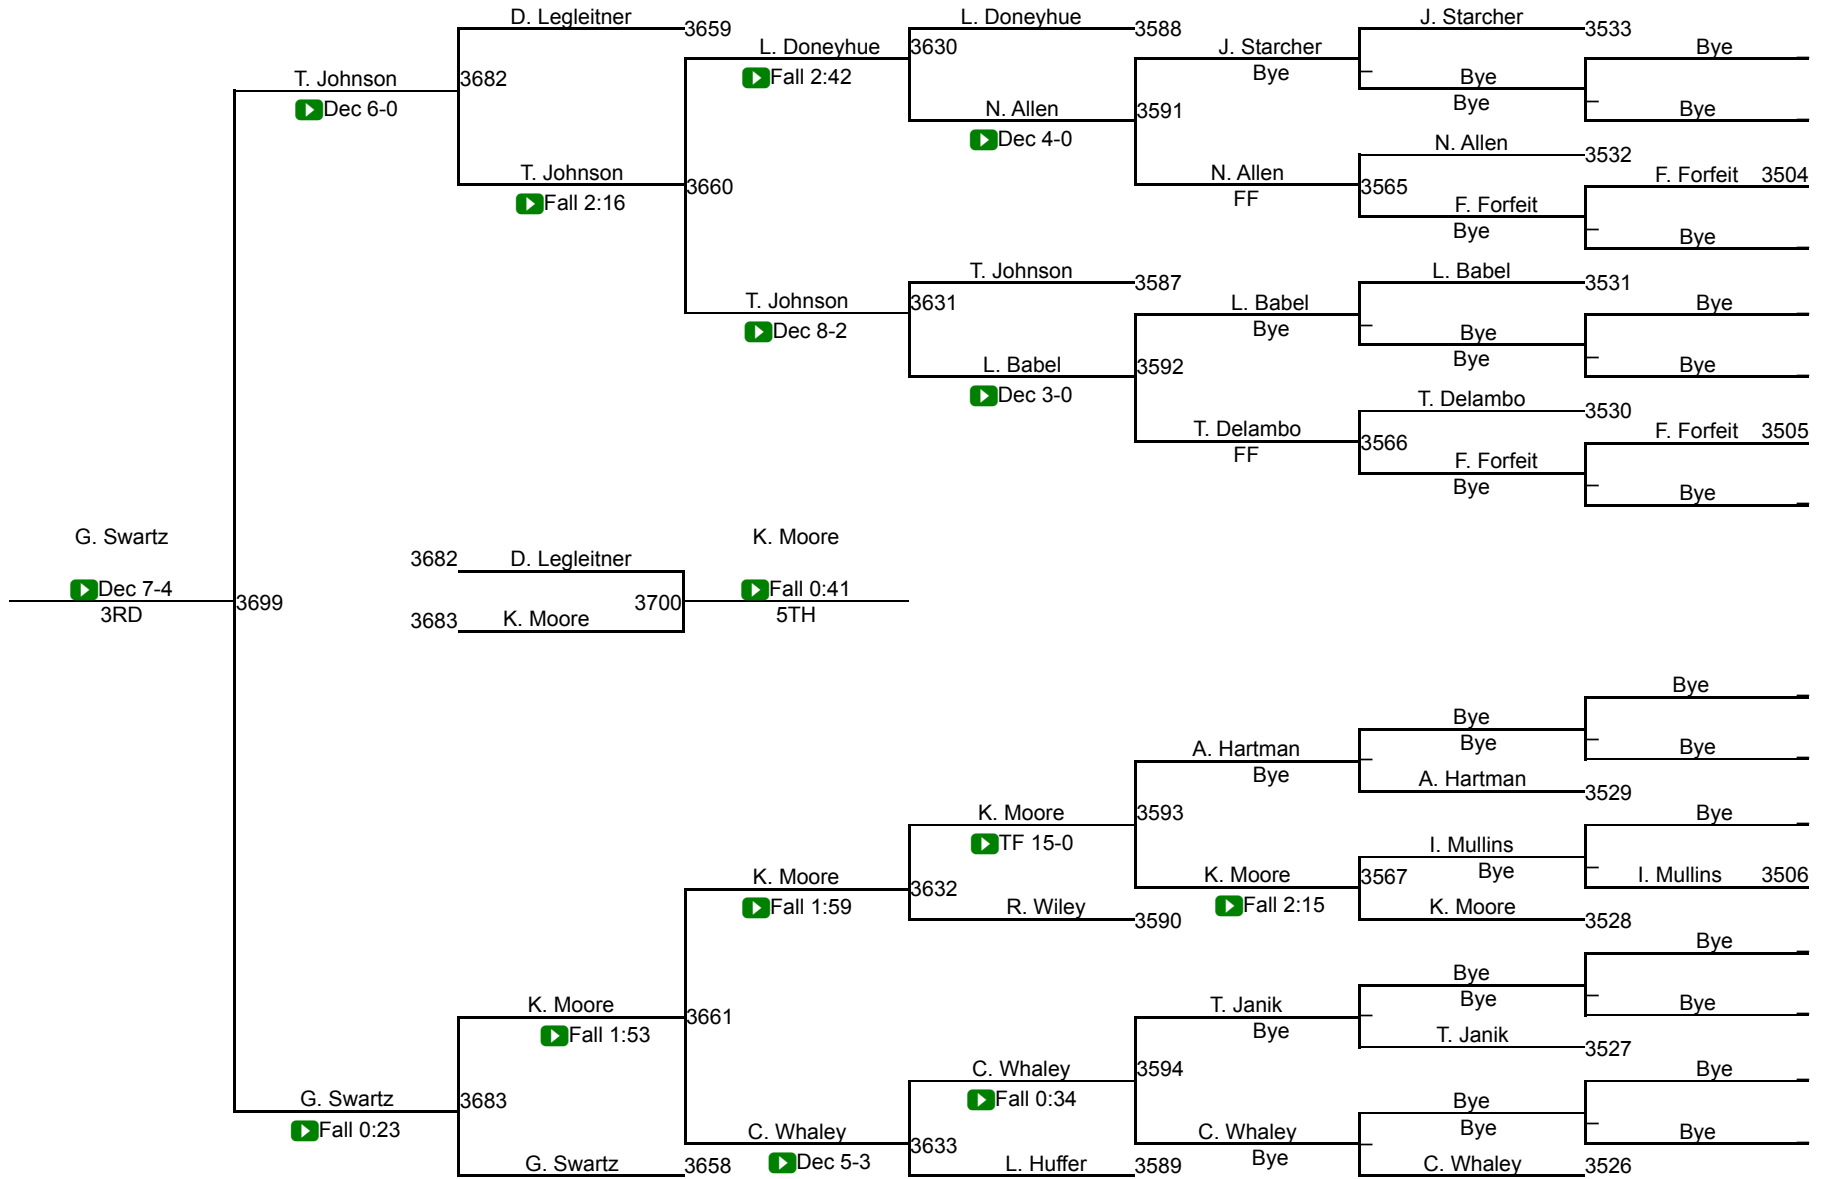 D. Legleitner
L. Doneyhue
J. Starcher
3659
3588
3533
L. Doneyhue
3630
J. Starcher
Bye
T. Johnson
3682
Fall 2:42
Bye
Bye
Dec 6-0
N. Allen
3591
Bye
Bye
Dec 4-0
N. Allen
3532
T. Johnson
3660
N. Allen
3565
F. Forfeit 3504
Fall 2:16
FF
F. Forfeit
Bye
Bye
T. Johnson
3587
L. Babel
3531
T. Johnson
3631
L. Babel
Bye
Dec 8-2
Bye
Bye
L. Babel
3592
Bye
Bye
Dec 3-0
T. Delambo
3530
T. Delambo
3566
F. Forfeit 3505
FF
F. Forfeit
Bye
Bye
G. Swartz
K. Moore
3682
D. Legleitner
Dec 7-4
3699
3700
Fall 0:41
3RD
3683
K. Moore
5TH
Bye
Bye
A. Hartman
Bye
Bye
Bye
A. Hartman
3529
K. Moore
3593
Bye
TF 15-0
I. Mullins
K. Moore
3632
K. Moore
3567
Bye
I. Mullins 3506
Fall 1:59
R. Wiley
3590
Fall 2:15
K. Moore
3528
Bye
Bye
K. Moore
3661
T. Janik
Bye
Bye
Fall 1:53
Bye
T. Janik
3527
C. Whaley
3594
Bye
G. Swartz
3683
Fall 0:34
Bye
Fall 0:23
C. Whaley
3633
C. Whaley
Bye
Bye
G. Swartz
3658
Dec 5-3
L. Huffer
3589
Bye
C. Whaley
3526